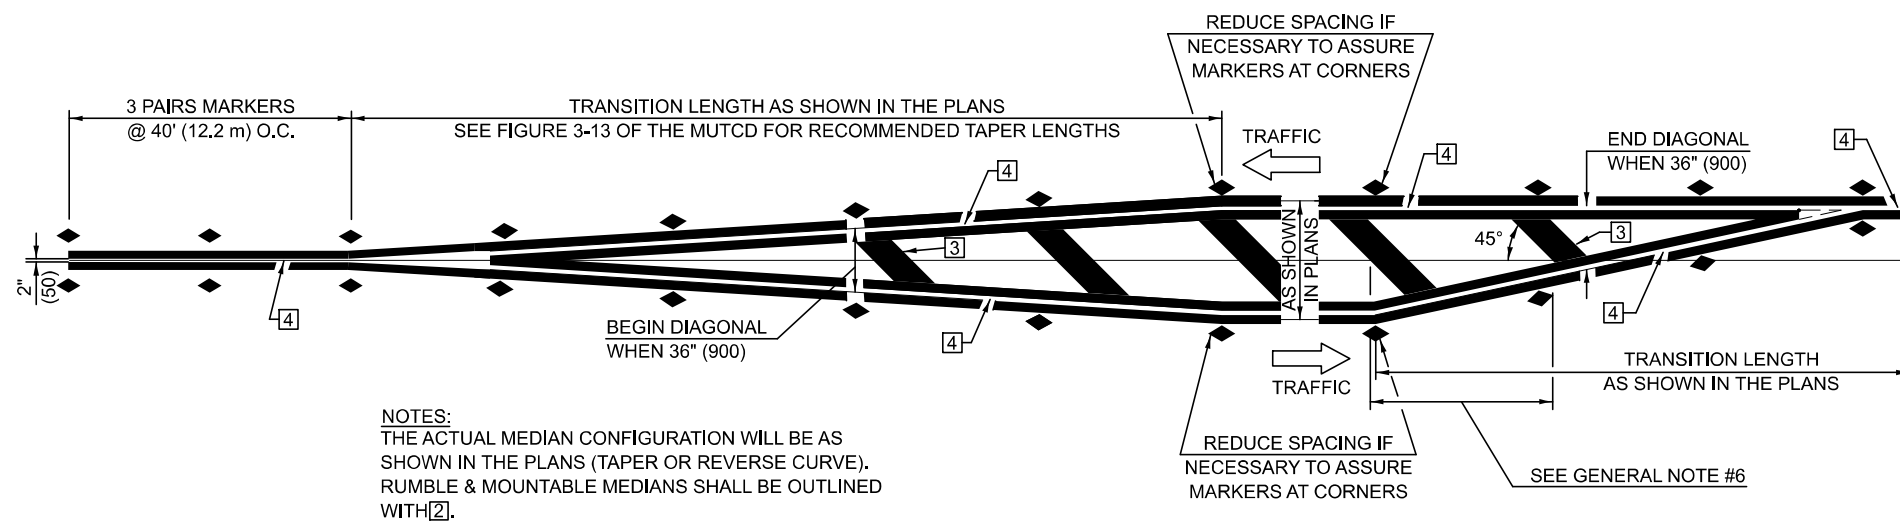 REDUCE SPACING IF
NECESSARY TO ASSURE
MARKERS AT CORNERS
3 PAIRS MARKERS
@ 40' (12.2 m) O.C.
TRANSITION LENGTH AS SHOWN IN THE PLANS
SEE FIGURE 3-13 OF THE MUTCD FOR RECOMMENDED TAPER LENGTHS
TRAFFIC
4
END DIAGONAL
WHEN 36" (900)
4
4
3
AS SHOWN
IN PLANS
45°
3
2"
(50)
4
BEGIN DIAGONAL
WHEN 36" (900)
4
4
TRAFFIC
TRANSITION LENGTH
AS SHOWN IN THE PLANS
NOTES:
THE ACTUAL MEDIAN CONFIGURATION WILL BE AS
SHOWN IN THE PLANS (TAPER OR REVERSE CURVE).
RUMBLE & MOUNTABLE MEDIANS SHALL BE OUTLINED
WITH 2.
REDUCE SPACING IF
NECESSARY TO ASSURE
MARKERS AT CORNERS
SEE GENERAL NOTE #6